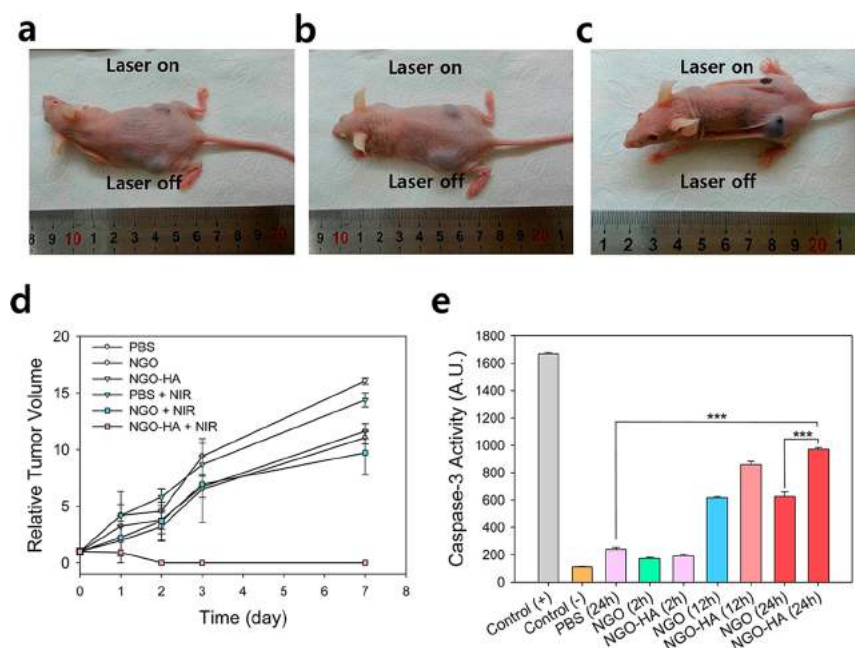 a
Laser on
Laser off
8 9 10 1 2 3 4 5 6 7 8 9 20 1
b
Laser on
Laser off
9 10 1 2 3 4 5 6 7 8 9 20 1
c
Laser on
Laser off
1 2 3 4 5 6 7 8 9 20 1
d
Relative Tumor Volume
20
15
10
5
0
PBS
NGO
NGO-HA
PBS + NIR
NGO + NIR
NGO-HA + NIR
0 1 2 3 4 5 6 7 8
Time (day)
e
Caspase-3 Activity (A.U.)
1800
1600
1400
1200
1000
800
600
400
200
0
***
***
Control (+)
Control (-)
PBS (24h)
NGO (2h)
NGO-HA (2h)
NGO (12h)
NGO-HA (12h)
NGO (24h)
NGO-HA (24h)